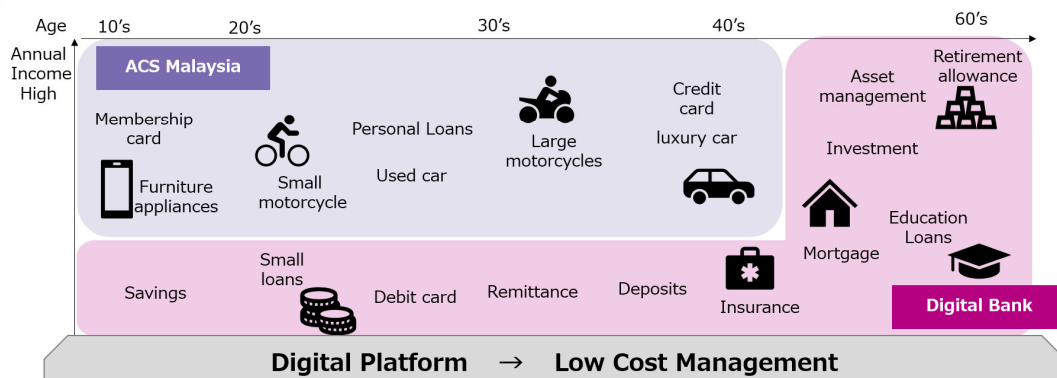 Age
10's
20's
30's
40's
60's
Annual
Income
High
ACS Malaysia
Membership
card
Furniture
appliances
Small
motorcycle
Personal Loans
Used car
Large
motorcycles
Credit
card
luxury car
Asset
management
Retirement
allowance
Investment
Mortgage
Education
Loans
Savings
Small
loans
Debit card
Remittance
Deposits
Insurance
Digital Bank
Digital Platform → Low Cost Management